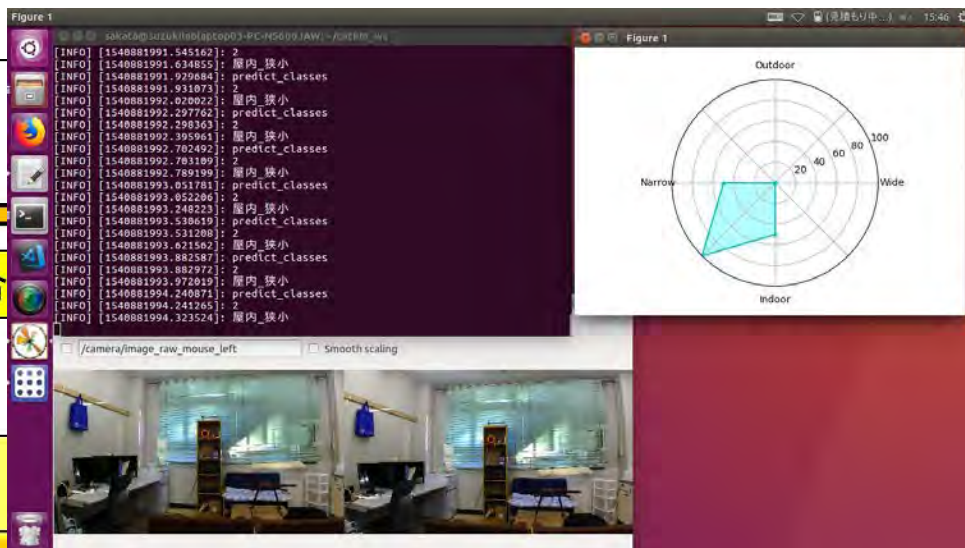 Figure 1
(見積もり中...)
15:46
[INFO] [1540881991.545162]: 2
[INFO] [1540881991.634855]: 屋内_狭小
[INFO] [1540881991.929684]: predict_classes
[INFO] [1540881991.931073]: 2
[INFO] [1540881992.020022]: 屋内_狭小
[INFO] [1540881992.297762]: predict_classes
[INFO] [1540881992.298363]: 2
[INFO] [1540881992.395961]: 屋内_狭小
[INFO] [1540881992.702492]: predict_classes
[INFO] [1540881992.703109]: 2
[INFO] [1540881992.789199]: 屋内_狭小
[INFO] [1540881993.051781]: predict_classes
[INFO] [1540881993.052206]: 2
[INFO] [1540881993.248223]: 屋内_狭小
[INFO] [1540881993.530619]: predict_classes
[INFO] [1540881993.531208]: 2
[INFO] [1540881993.621562]: 屋内_狭小
[INFO] [1540881993.882587]: predict_classes
[INFO] [1540881993.882972]: 2
[INFO] [1540881993.972019]: 屋内_狭小
[INFO] [1540881994.240871]: predict_classes
[INFO] [1540881994.241265]: 2
[INFO] [1540881994.323524]: 屋内_狭小
Figure 1
Outdoor
100
80
60
40
20
Narrow
Wide
Indoor
/camera/image_raw_mouse_left
Smooth scaling